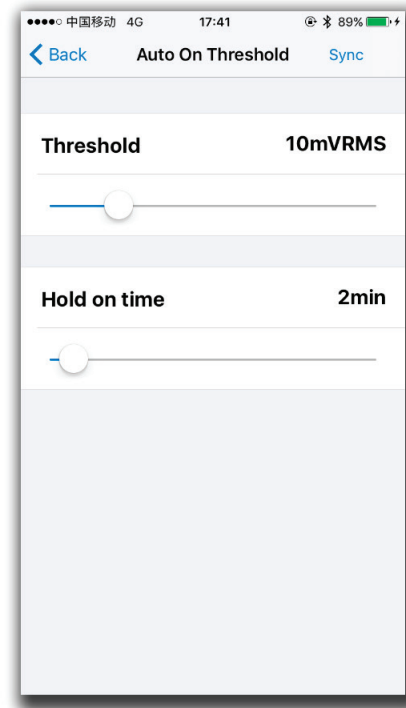 中国移动 4G 17:41 89%
Back Auto On Threshold Sync
Threshold 10mVRMS
Hold on time 2min